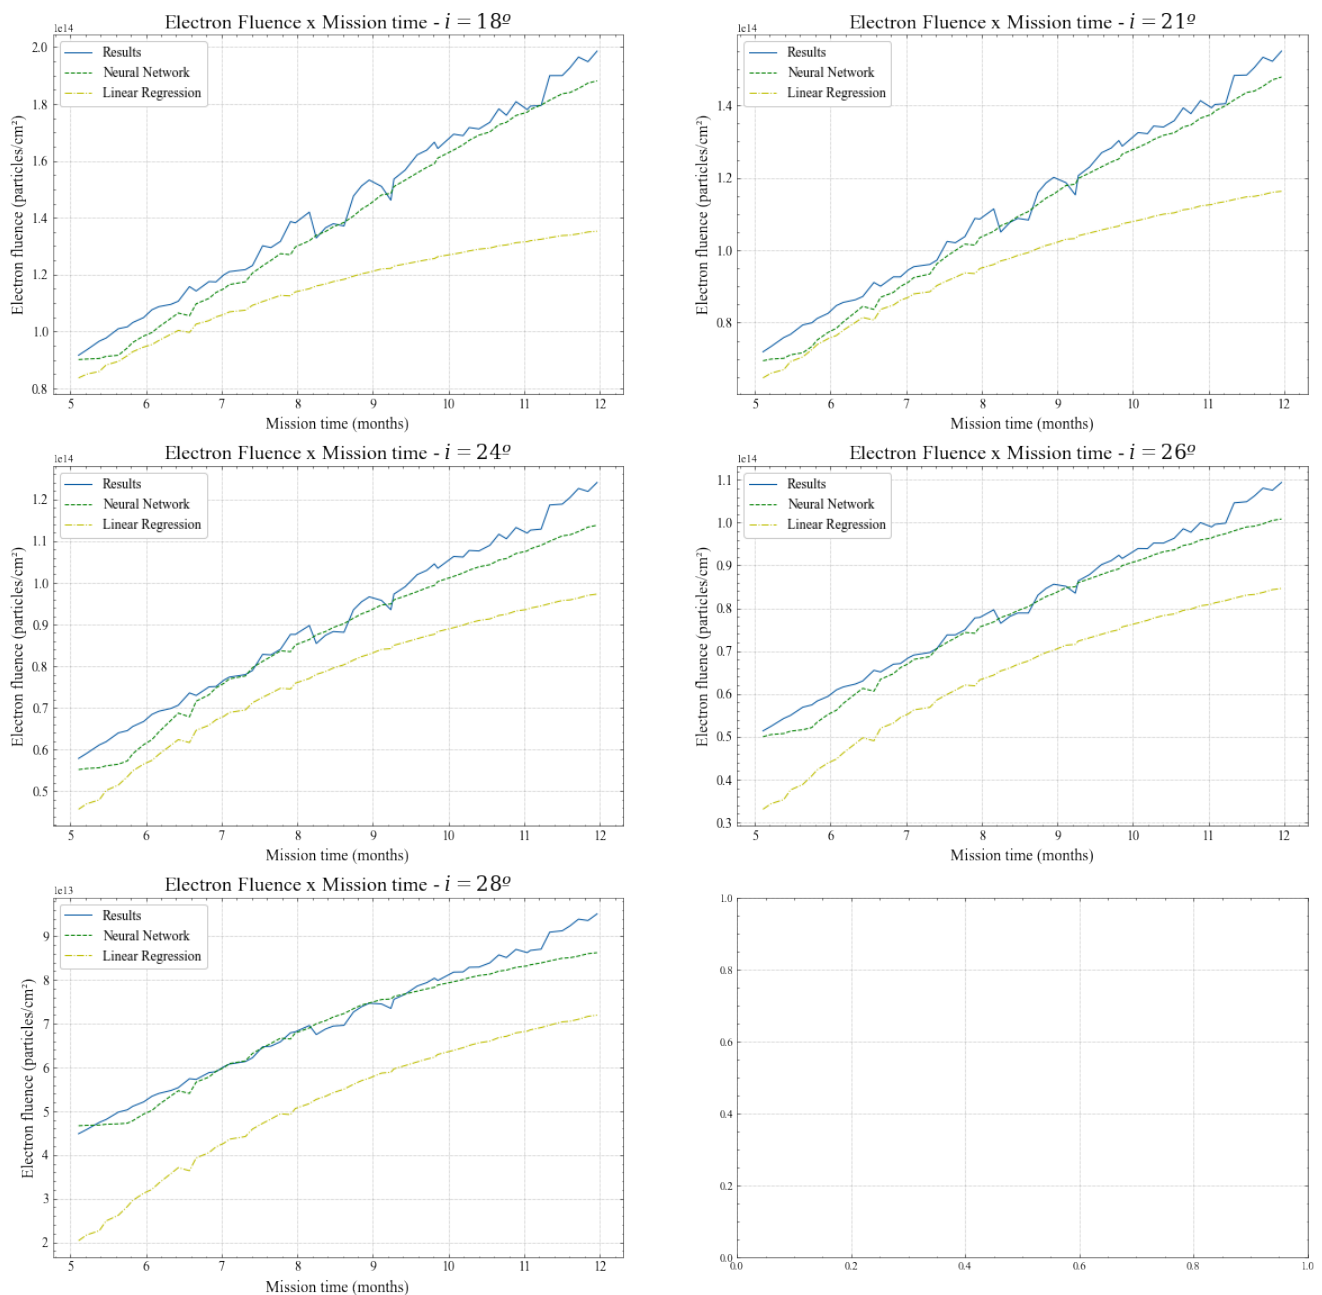 Electron Fluence x Mission time - i = 18º
1e14
Results
Neural Network
Linear Regression
Electron fluence (particles/cm²)
2.0
1.8
1.6
1.4
1.2
1.0
0.8
5 6 7 8 9 10 11 12
Mission time (months)
Electron Fluence x Mission time - i = 21º
1e14
Results
Neural Network
Linear Regression
Electron fluence (particles/cm²)
1.4
1.2
1.0
0.8
5 6 7 8 9 10 11 12
Mission time (months)
Electron Fluence x Mission time - i = 24º
1e14
Results
Neural Network
Linear Regression
Electron fluence (particles/cm²)
1.2
1.1
1.0
0.9
0.8
0.7
0.6
0.5
5 6 7 8 9 10 11 12
Mission time (months)
Electron Fluence x Mission time - i = 26º
1e14
Results
Neural Network
Linear Regression
Electron fluence (particles/cm²)
1.1
1.0
0.9
0.8
0.7
0.6
0.5
0.4
0.3
5 6 7 8 9 10 11 12
Mission time (months)
Electron Fluence x Mission time - i = 28º
1e13
Results
Neural Network
Linear Regression
Electron fluence (particles/cm²)
9
8
7
6
5
4
3
2
5 6 7 8 9 10 11 12
Mission time (months)
1.0
0.8
0.6
0.4
0.2
0.0
0.0 0.2 0.4 0.6 0.8 1.0